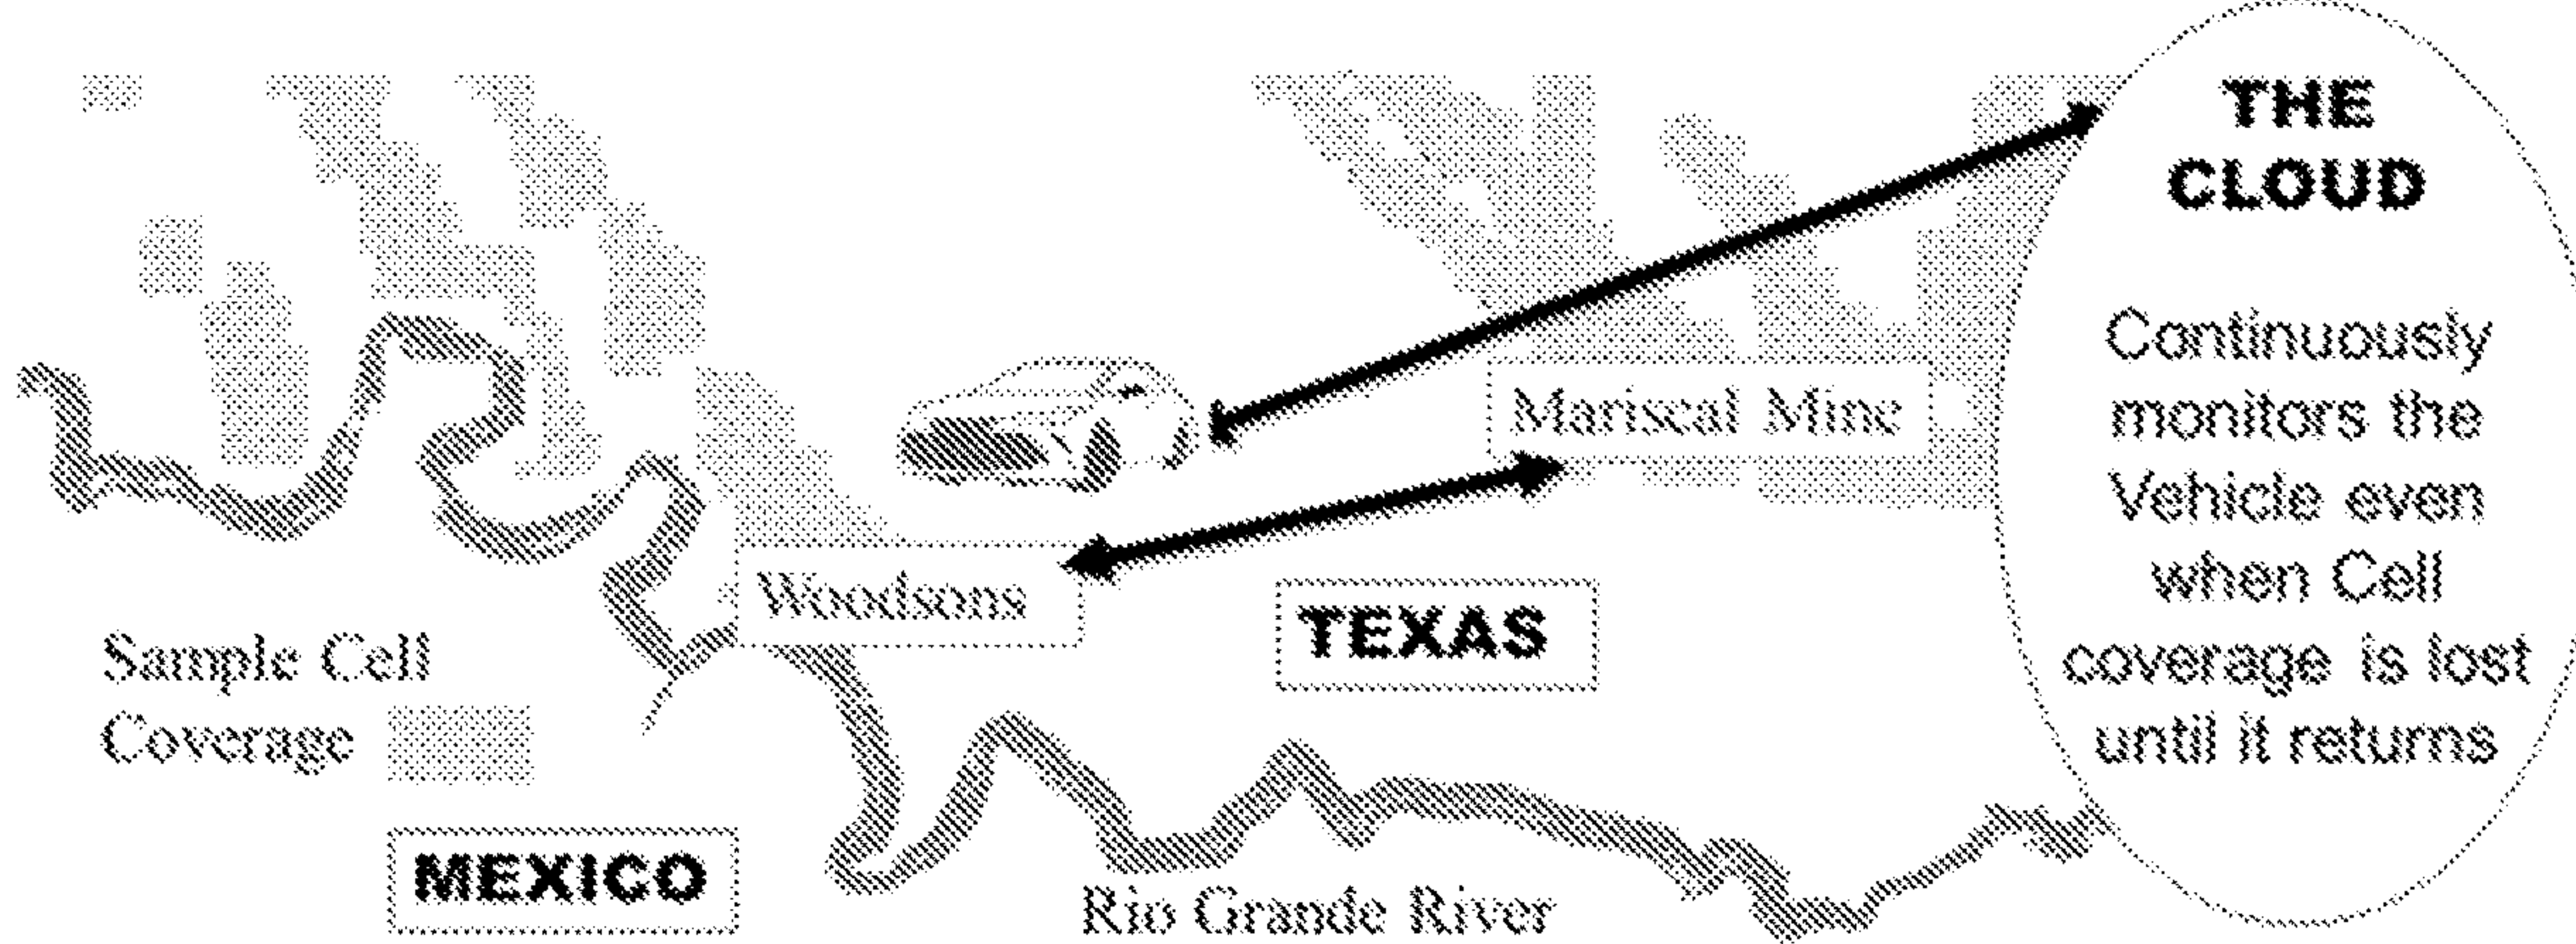 THE
CLOUD
Continuously
monitors the
Vehicle even
when Cell
coverage is lost
until it returns
Mariscal Mine
Woodsons
TEXAS
Sample Cell
Coverage
MEXICO
Rio Grande River